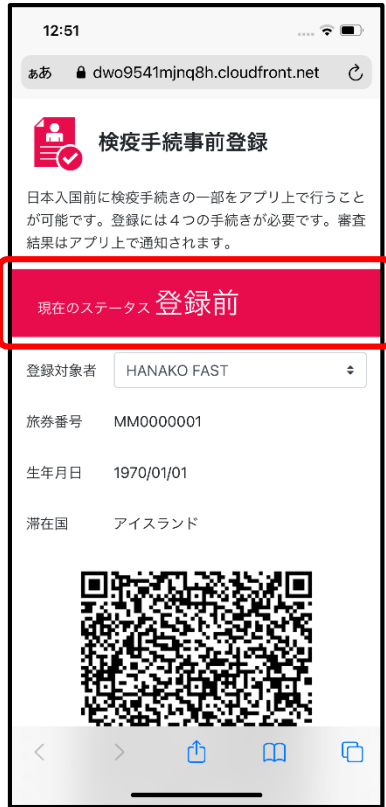 12:51
ぁあ dwo9541mjnq8h.cloudfront.net
検疫手続事前登録
日本入国前に検疫手続きの一部をアプリ上で行うこと
が可能です。登録には４つの手続きが必要です。審査
結果はアプリ上で通知されます。
現在のステータス 登録前
登録対象者 HANAKO FAST
旅券番号 MM0000001
生年月日 1970/01/01
滞在国 アイスランド